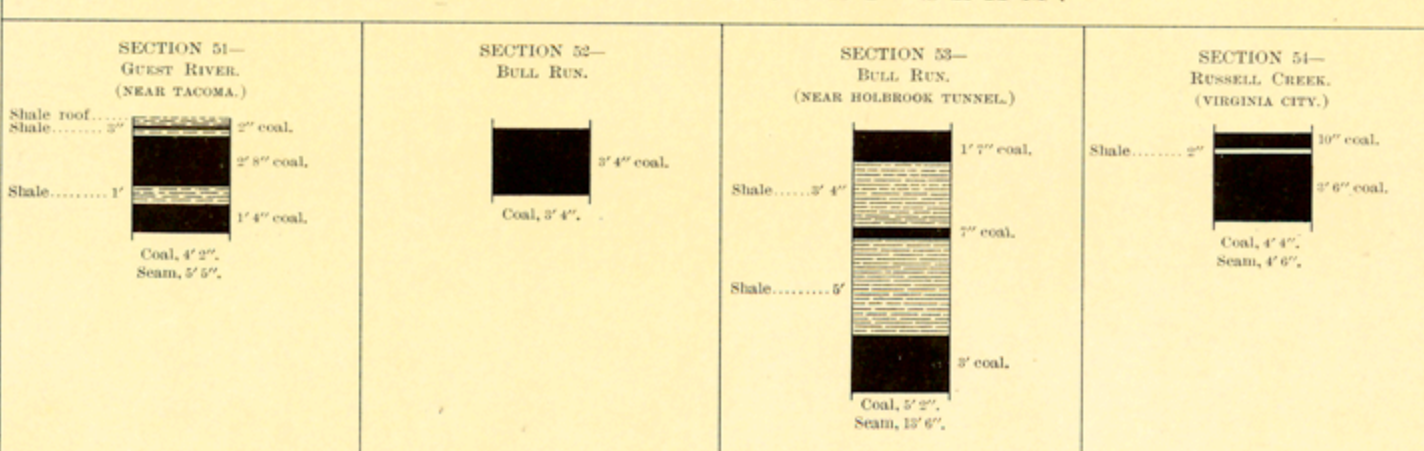 SECTION 51—
GUEST RIVER.
(NEAR TACOMA.)
Shale roof......
Shale........ 3″
2″ coal.
2′ 8″ coal.
Shale......... 1′
1′ 4″ coal.
Coal, 4′ 2″.
Seam, 5′ 5″.
SECTION 52—
BULL RUN.
3′ 4″ coal.
Coal, 3′ 4″.
SECTION 53—
BULL RUN.
(NEAR HOLBROOK TUNNEL.)
1′ 7″ coal.
Shale......3′ 4″
7″ coal.
Shale......... 5′
3′ coal.
Coal, 5′ 2″.
Seam, 13′ 6″.
SECTION 54—
RUSSELL CREEK.
(VIRGINIA CITY.)
10″ coal.
Shale........ 2″
3′ 6″ coal.
Coal, 4′ 4″.
Seam, 4′ 6″.